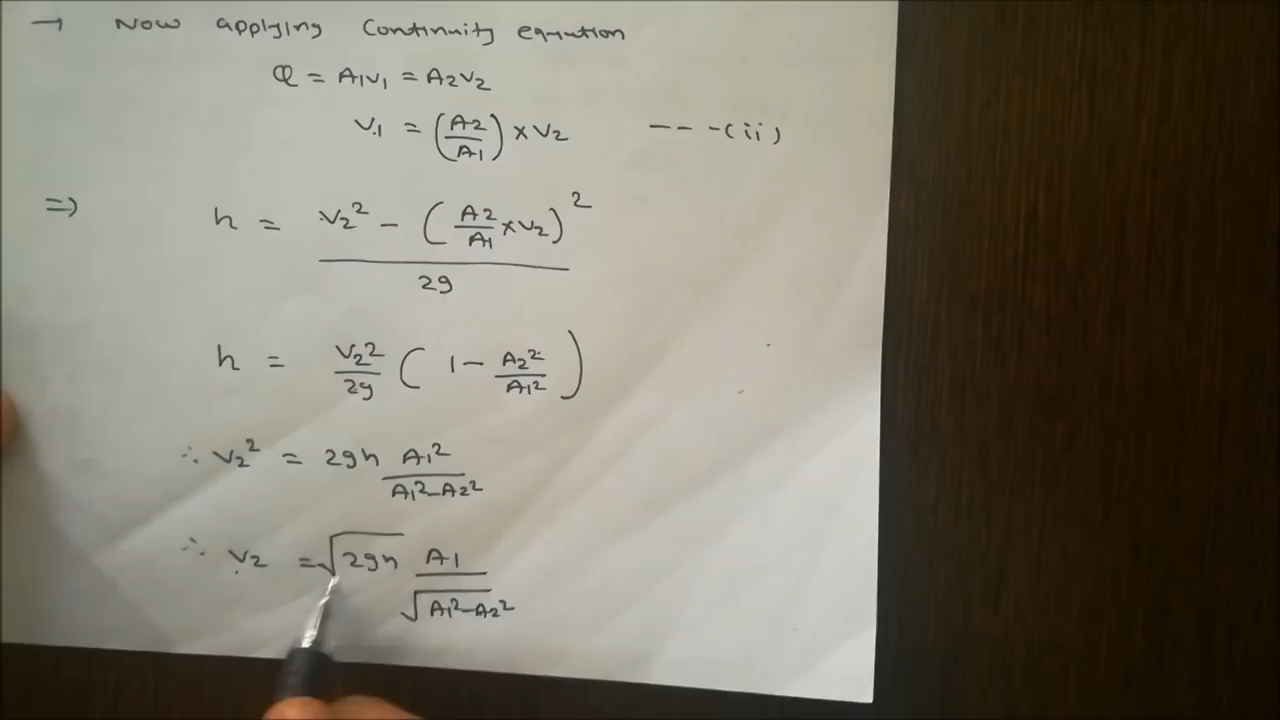 → Now applying Continuity equation
Q = A1v1 = A2v2
V1 = (A2/A1) × V2 ---(ii)
⇒ h = (V2² − (A2/A1 × V2)²) / 2g
h = V2²/2g (1 − A2²/A1²)
∴ V2² = 2gh A1²/(A1² − A2²)
∴ V2 = √2gh A1/√(A1² − A2²)